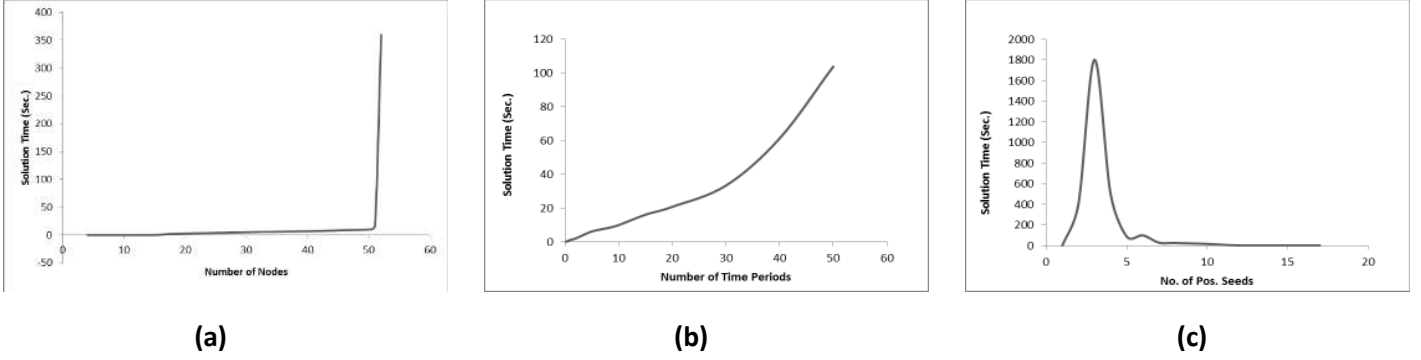 400
350
300
250
200
150
100
50
0
-50
Solution Time (Sec.)
0 10 20 30 40 50 60
Number of Nodes
(a)
120
100
80
60
40
20
0
Solution Time (Sec.)
0 10 20 30 40 50 60
Number of Time Periods
(b)
2000
1800
1600
1400
1200
1000
800
600
400
200
0
Solution Time (Sec.)
0 5 10 15 20
No. of Pos. Seeds
(c)